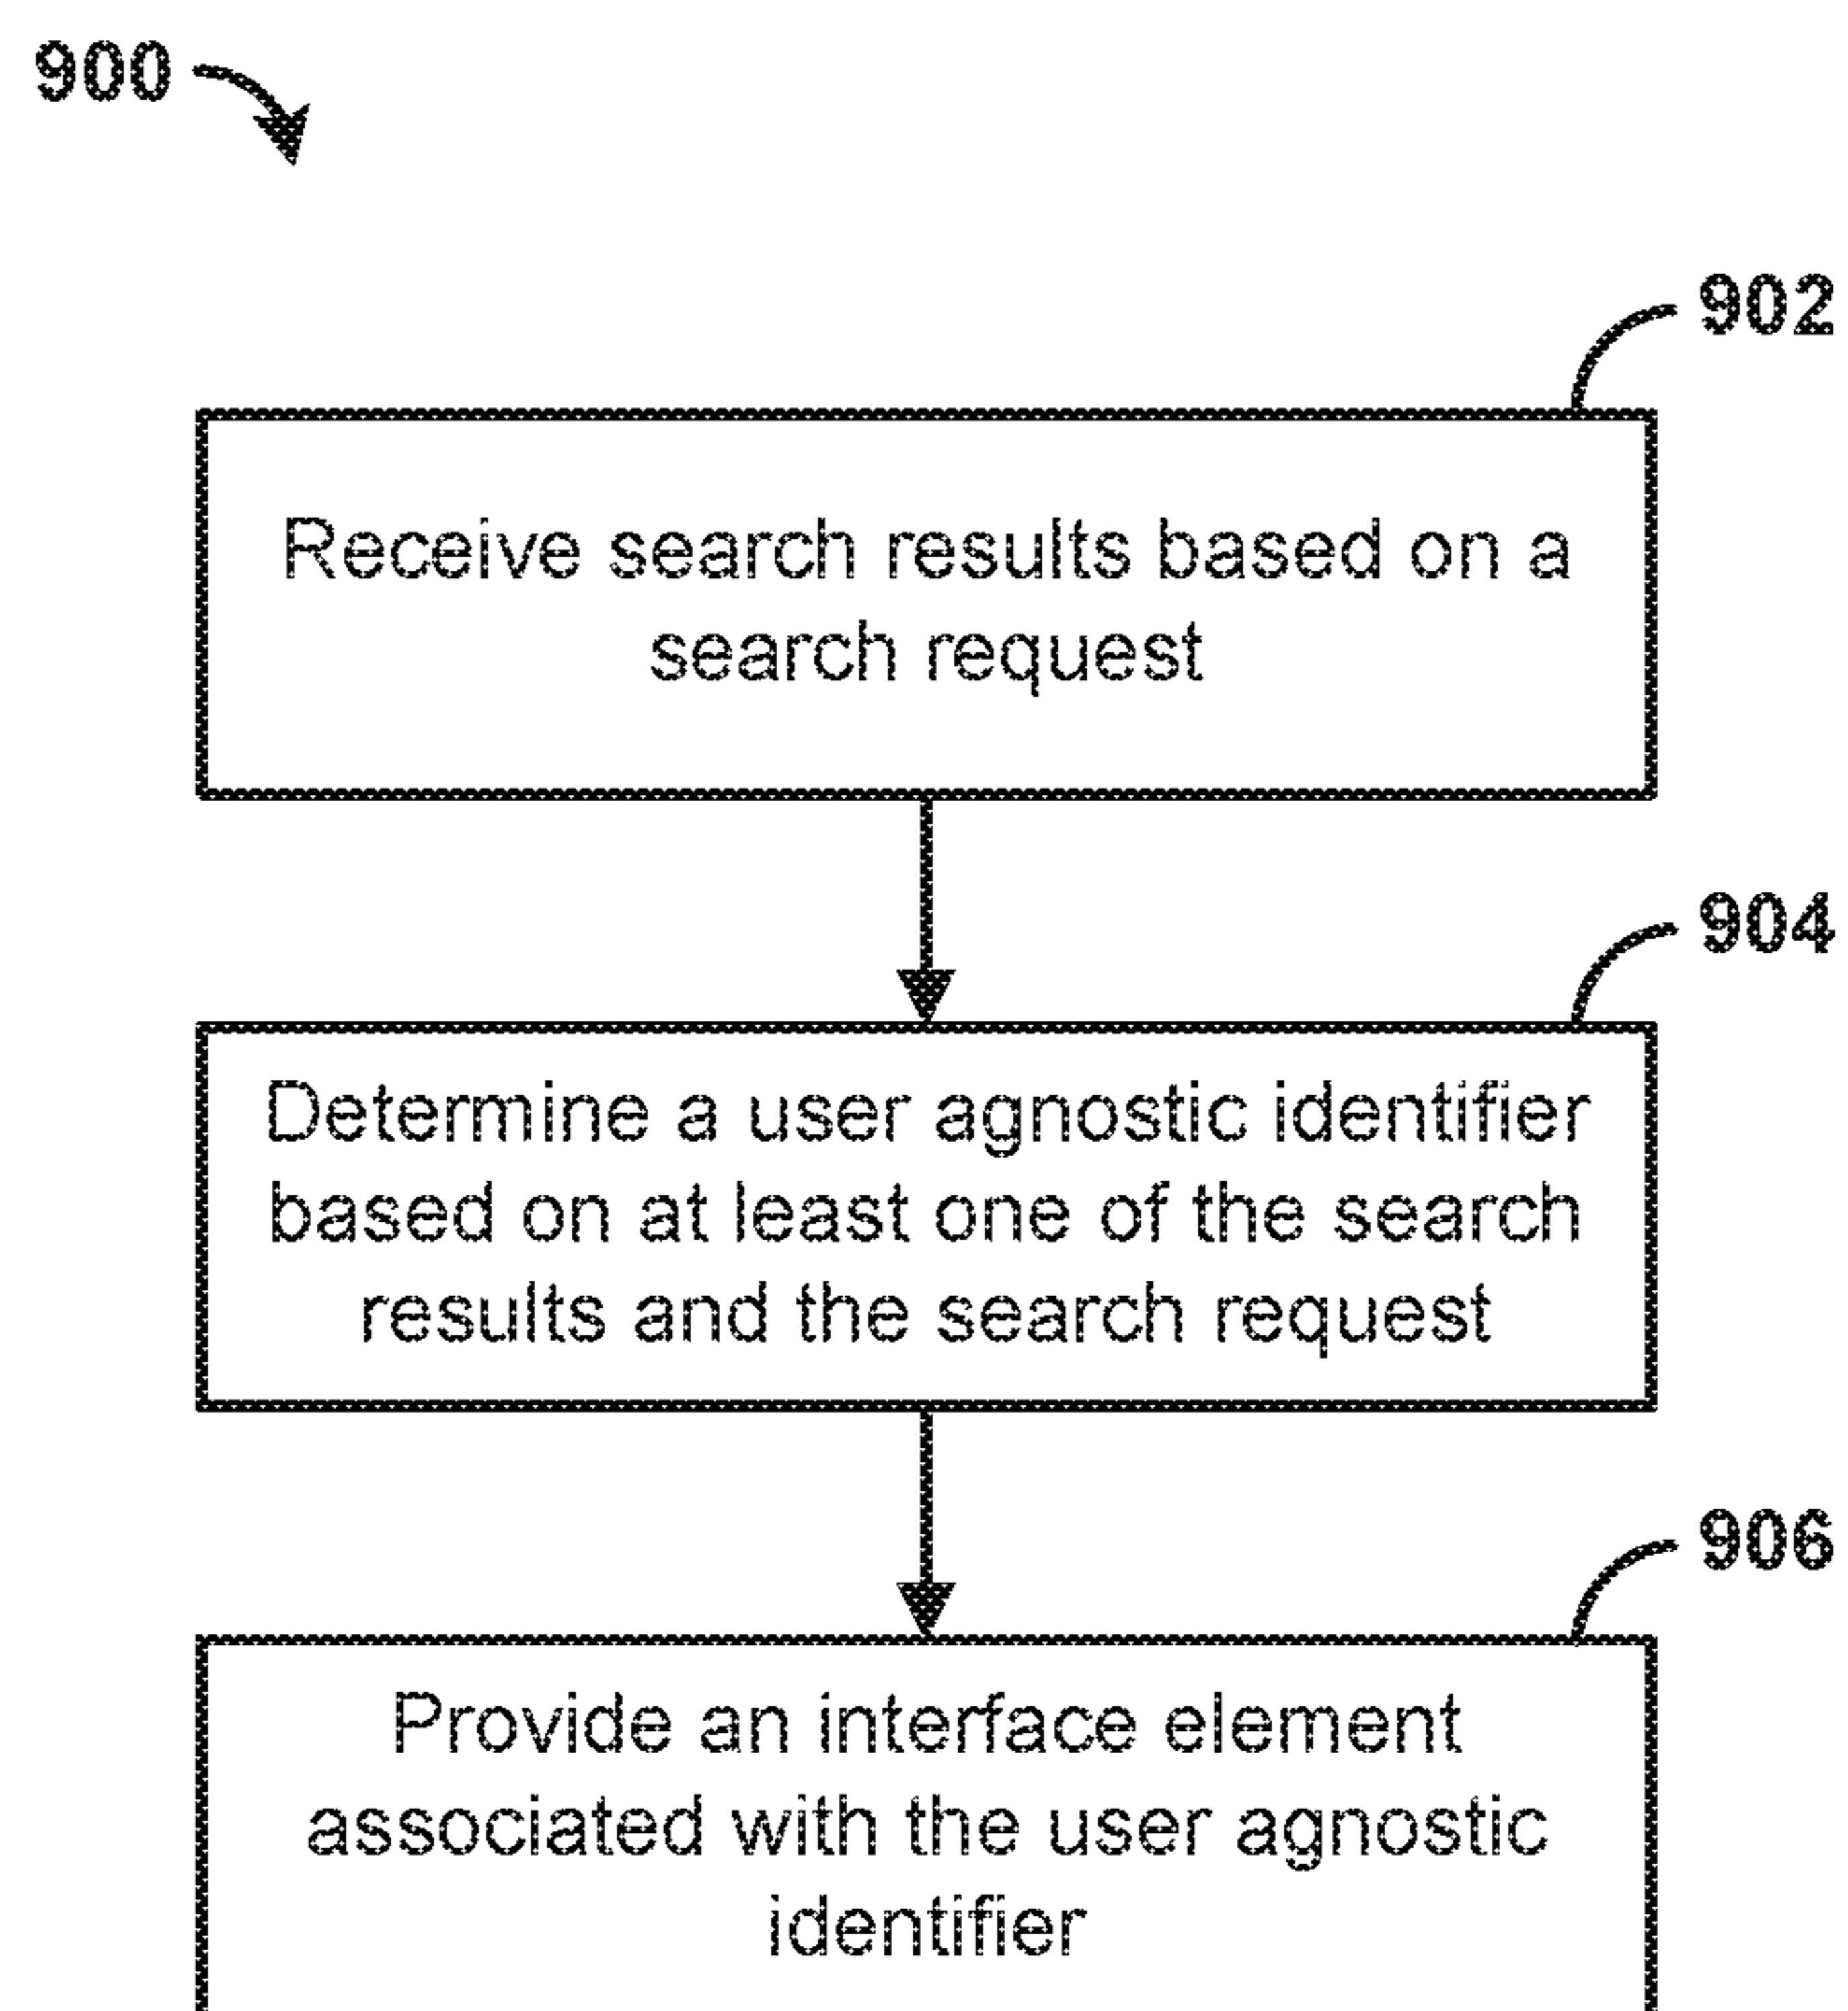 900
902
Receive search results based on a
search request
904
Determine a user agnostic identifier
based on at least one of the search
results and the search request
906
Provide an interface element
associated with the user agnostic
identifier